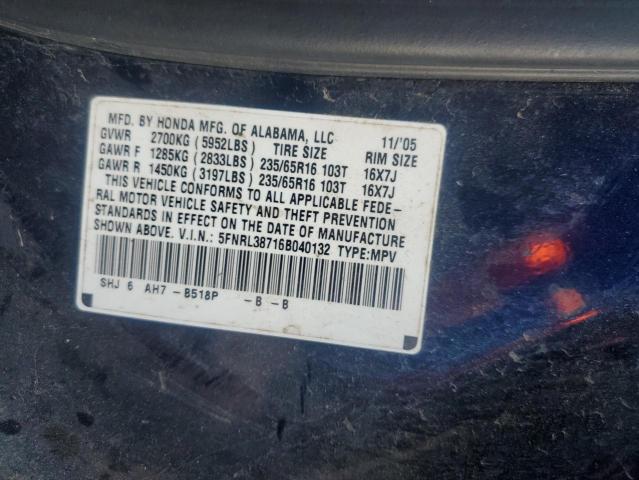 MFD. BY HONDA MFG. OF ALABAMA, LLC 11/'05
GVWR 2700KG (5952LBS) TIRE SIZE RIM SIZE
GAWR F 1285KG (2833LBS) 235/65R16 103T 16X7J
GAWR R 1450KG (3197LBS) 235/65R16 103T 16X7J
THIS VEHICLE CONFORMS TO ALL APPLICABLE FEDE-
RAL MOTOR VEHICLE SAFETY AND THEFT PREVENTION
STANDARDS IN EFFECT ON THE DATE OF MANUFACTURE
SHOWN ABOVE. V.I.N.: 5FNRL38716B040132 TYPE:MPV
SHJ 6 AH7 -B518P -B -B